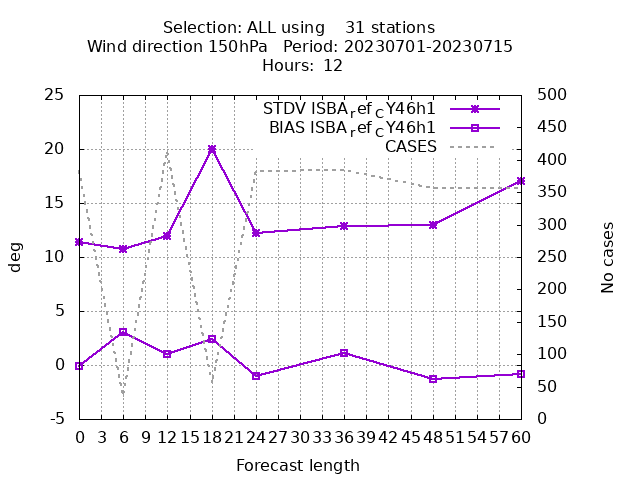 Selection: ALL using 31 stations
Wind direction 150hPa Period: 20230701-20230715
Hours: 12
STDV ISBArefCY46h1
BIAS ISBArefCY46h1
CASES
25
20
15
10
5
0
-5
deg
500
450
400
350
300
250
200
150
100
50
0
No cases
0 3 6 9 12 15 18 21 24 27 30 33 36 39 42 45 48 51 54 57 60
Forecast length